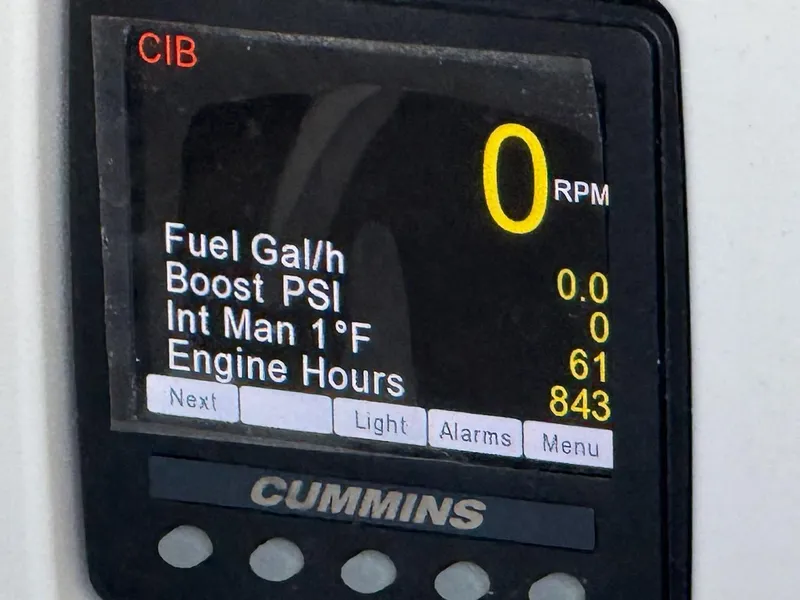 CIB
0 RPM
Fuel Gal/h 0.0
Boost PSI 0
Int Man 1°F 61
Engine Hours 843
Next Light Alarms Menu
CUMMINS